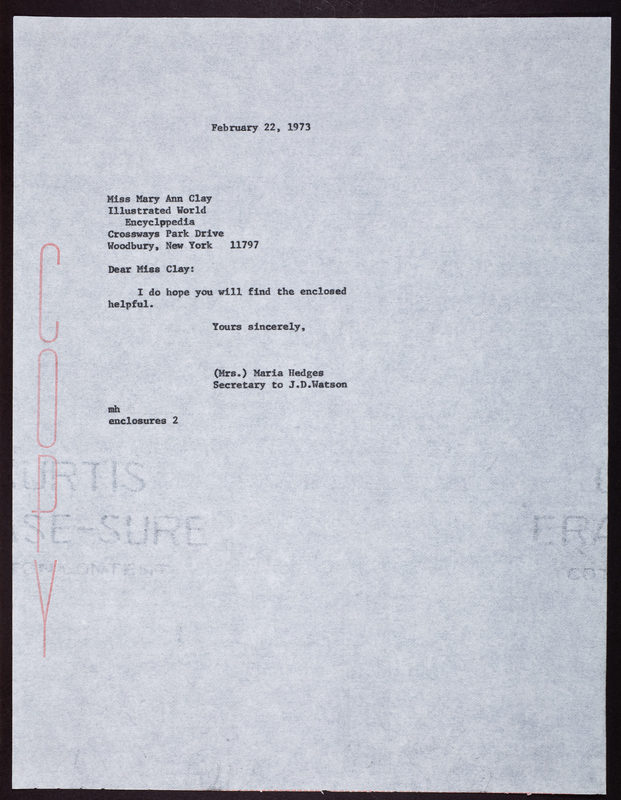 February 22, 1973
Miss Mary Ann Clay
Illustrated World
Encyclopedia
Crossways Park Drive
Woodbury, New York 11797
Dear Miss Clay:
I do hope you will find the enclosed
helpful.
Yours sincerely,
(Mrs.) Maria Hedges
Secretary to J.D.Watson
mh
enclosures 2
COPY
URTIS
SE-SURE
ERA